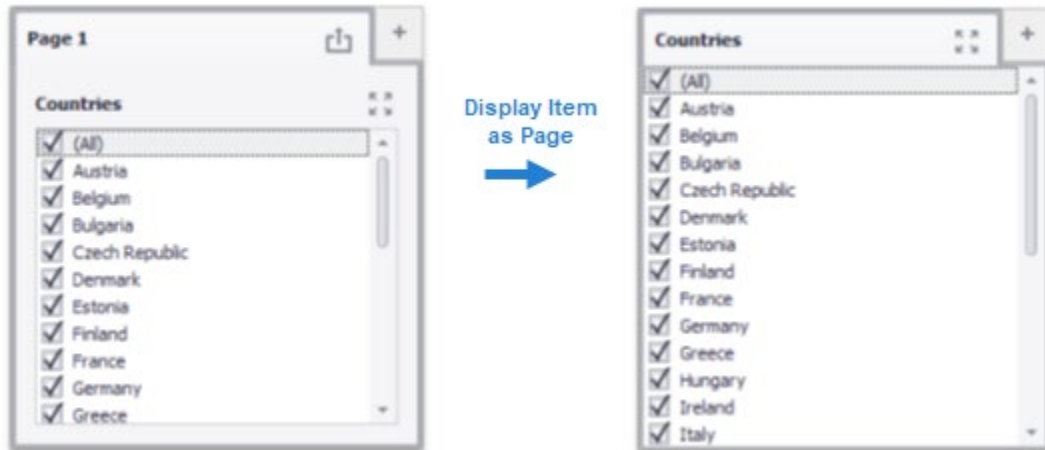 Page 1
+
Countries
(All)
Austria
Belgium
Bulgaria
Czech Republic
Denmark
Estonia
Finland
France
Germany
Greece
Display Item
as Page
Countries
+
(All)
Austria
Belgium
Bulgaria
Czech Republic
Denmark
Estonia
Finland
France
Germany
Greece
Hungary
Ireland
Italy